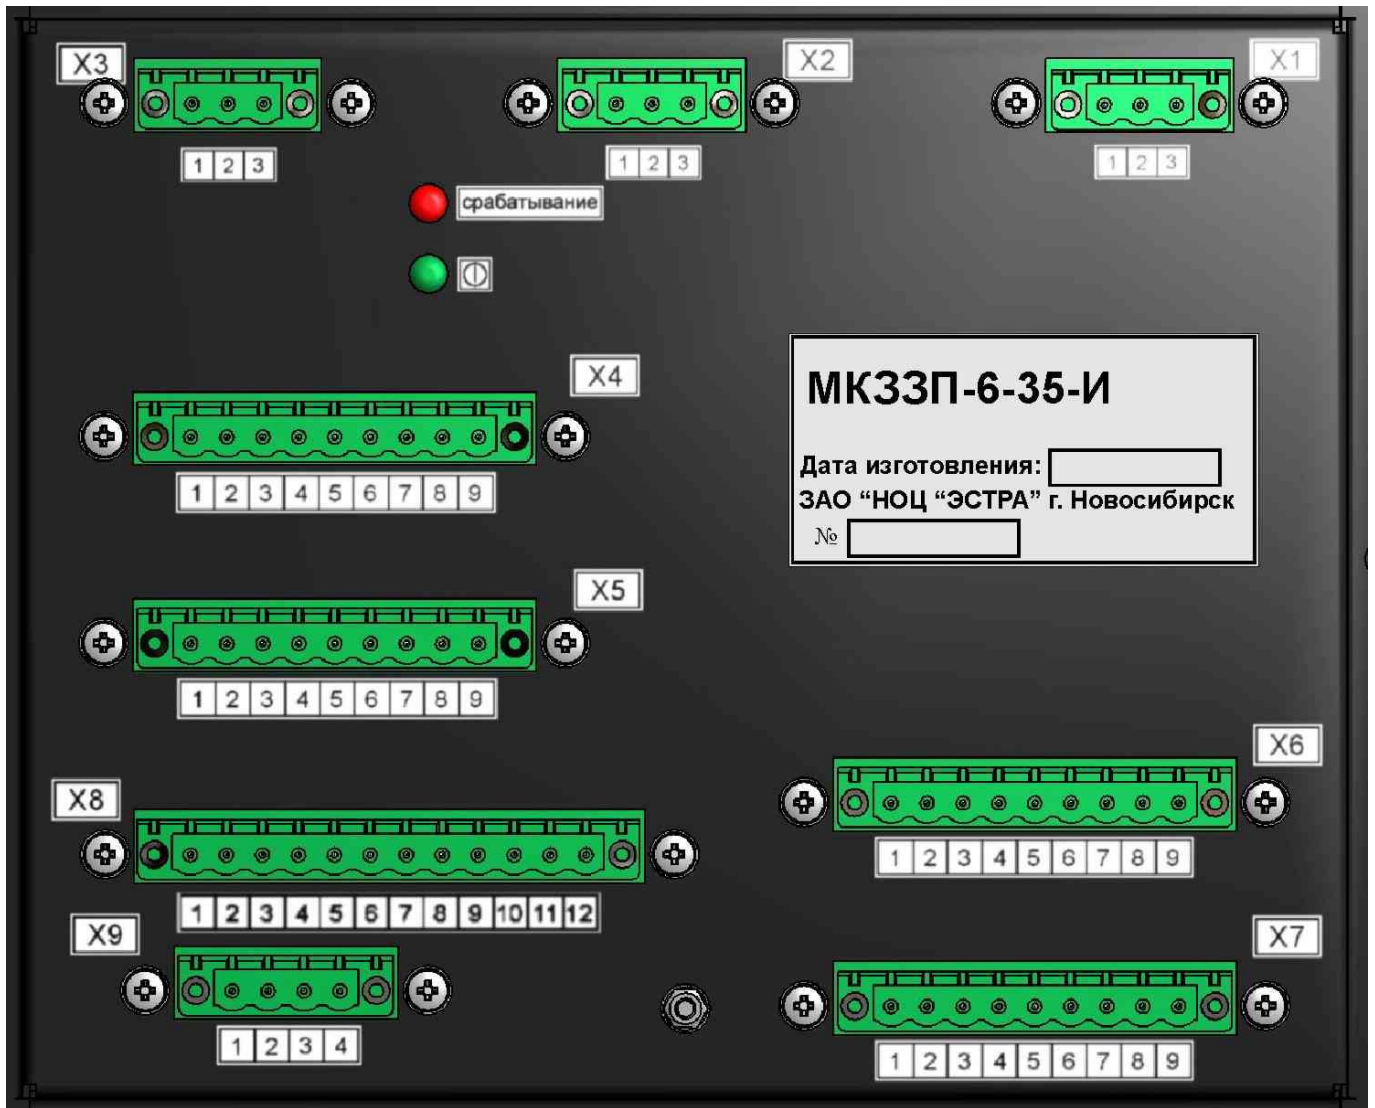 X3
X2
X1
1 2 3
1 2 3
1 2 3
срабатывание
X4
МКЗЗП-6-35-И
Дата изготовления:
ЗАО “НОЦ “ЭСТРА” г. Новосибирск
№
1 2 3 4 5 6 7 8 9
X5
1 2 3 4 5 6 7 8 9
X6
X8
1 2 3 4 5 6 7 8 9
1 2 3 4 5 6 7 8 9 10 11 12
X9
X7
1 2 3 4
1 2 3 4 5 6 7 8 9